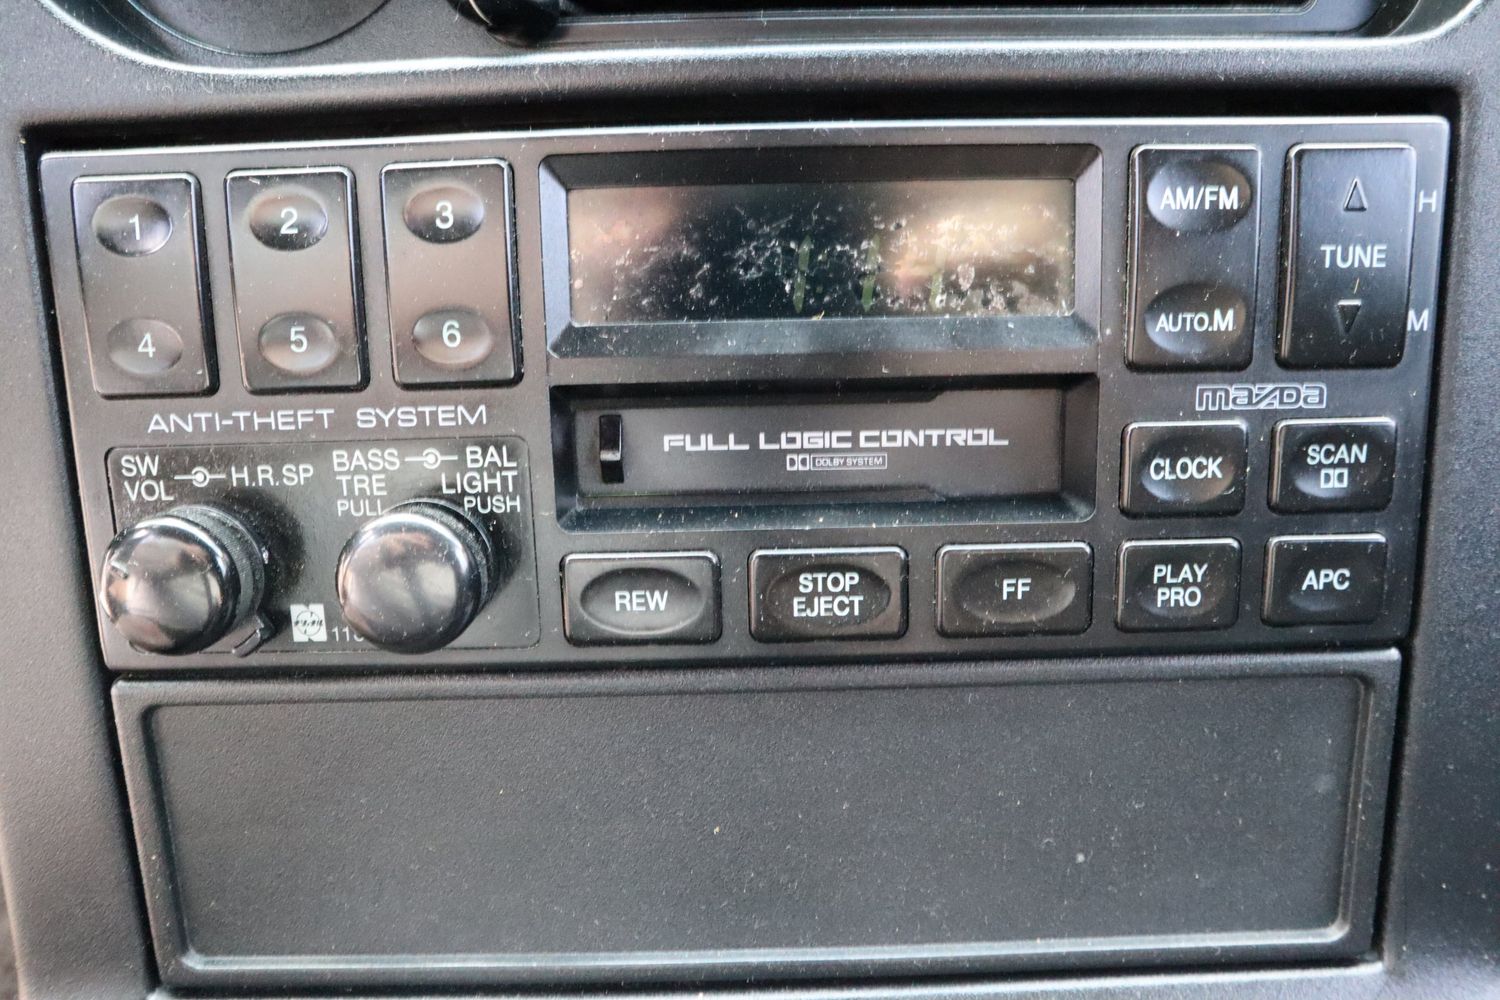 1 2 3
4 5 6
ANTI-THEFT SYSTEM
SW
VOL
H.R.SP
BASS BAL
TRE LIGHT
PULL PUSH
FULL LOGIC CONTROL
DOLBY SYSTEM
REW
STOP
EJECT
FF
AM/FM
AUTO.M
TUNE
H
M
mazda
CLOCK
SCAN
PLAY
PRO
APC